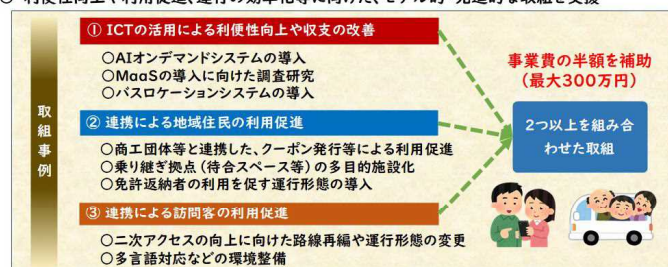 ○ 利便性向上や利用促進、運行の効率化等に向けた、モデル的・先進的な取組を支援
取組事例
① ICTの活用による利便性向上や収支の改善
○AIオンデマンドシステムの導入
○MaaSの導入に向けた調査研究
○バスロケーションシステムの導入
② 連携による地域住民の利用促進
○商工団体等と連携した、クーポン発行等による利用促進
○乗り継ぎ拠点(待合スペース等)の多目的施設化
○免許返納者の利用を促す運行形態の導入
③ 連携による訪問客の利用促進
○二次アクセスの向上に向けた路線再編や運行形態の変更
○多言語対応などの環境整備
事業費の半額を補助
(最大300万円)
2つ以上を組み合
わせた取組